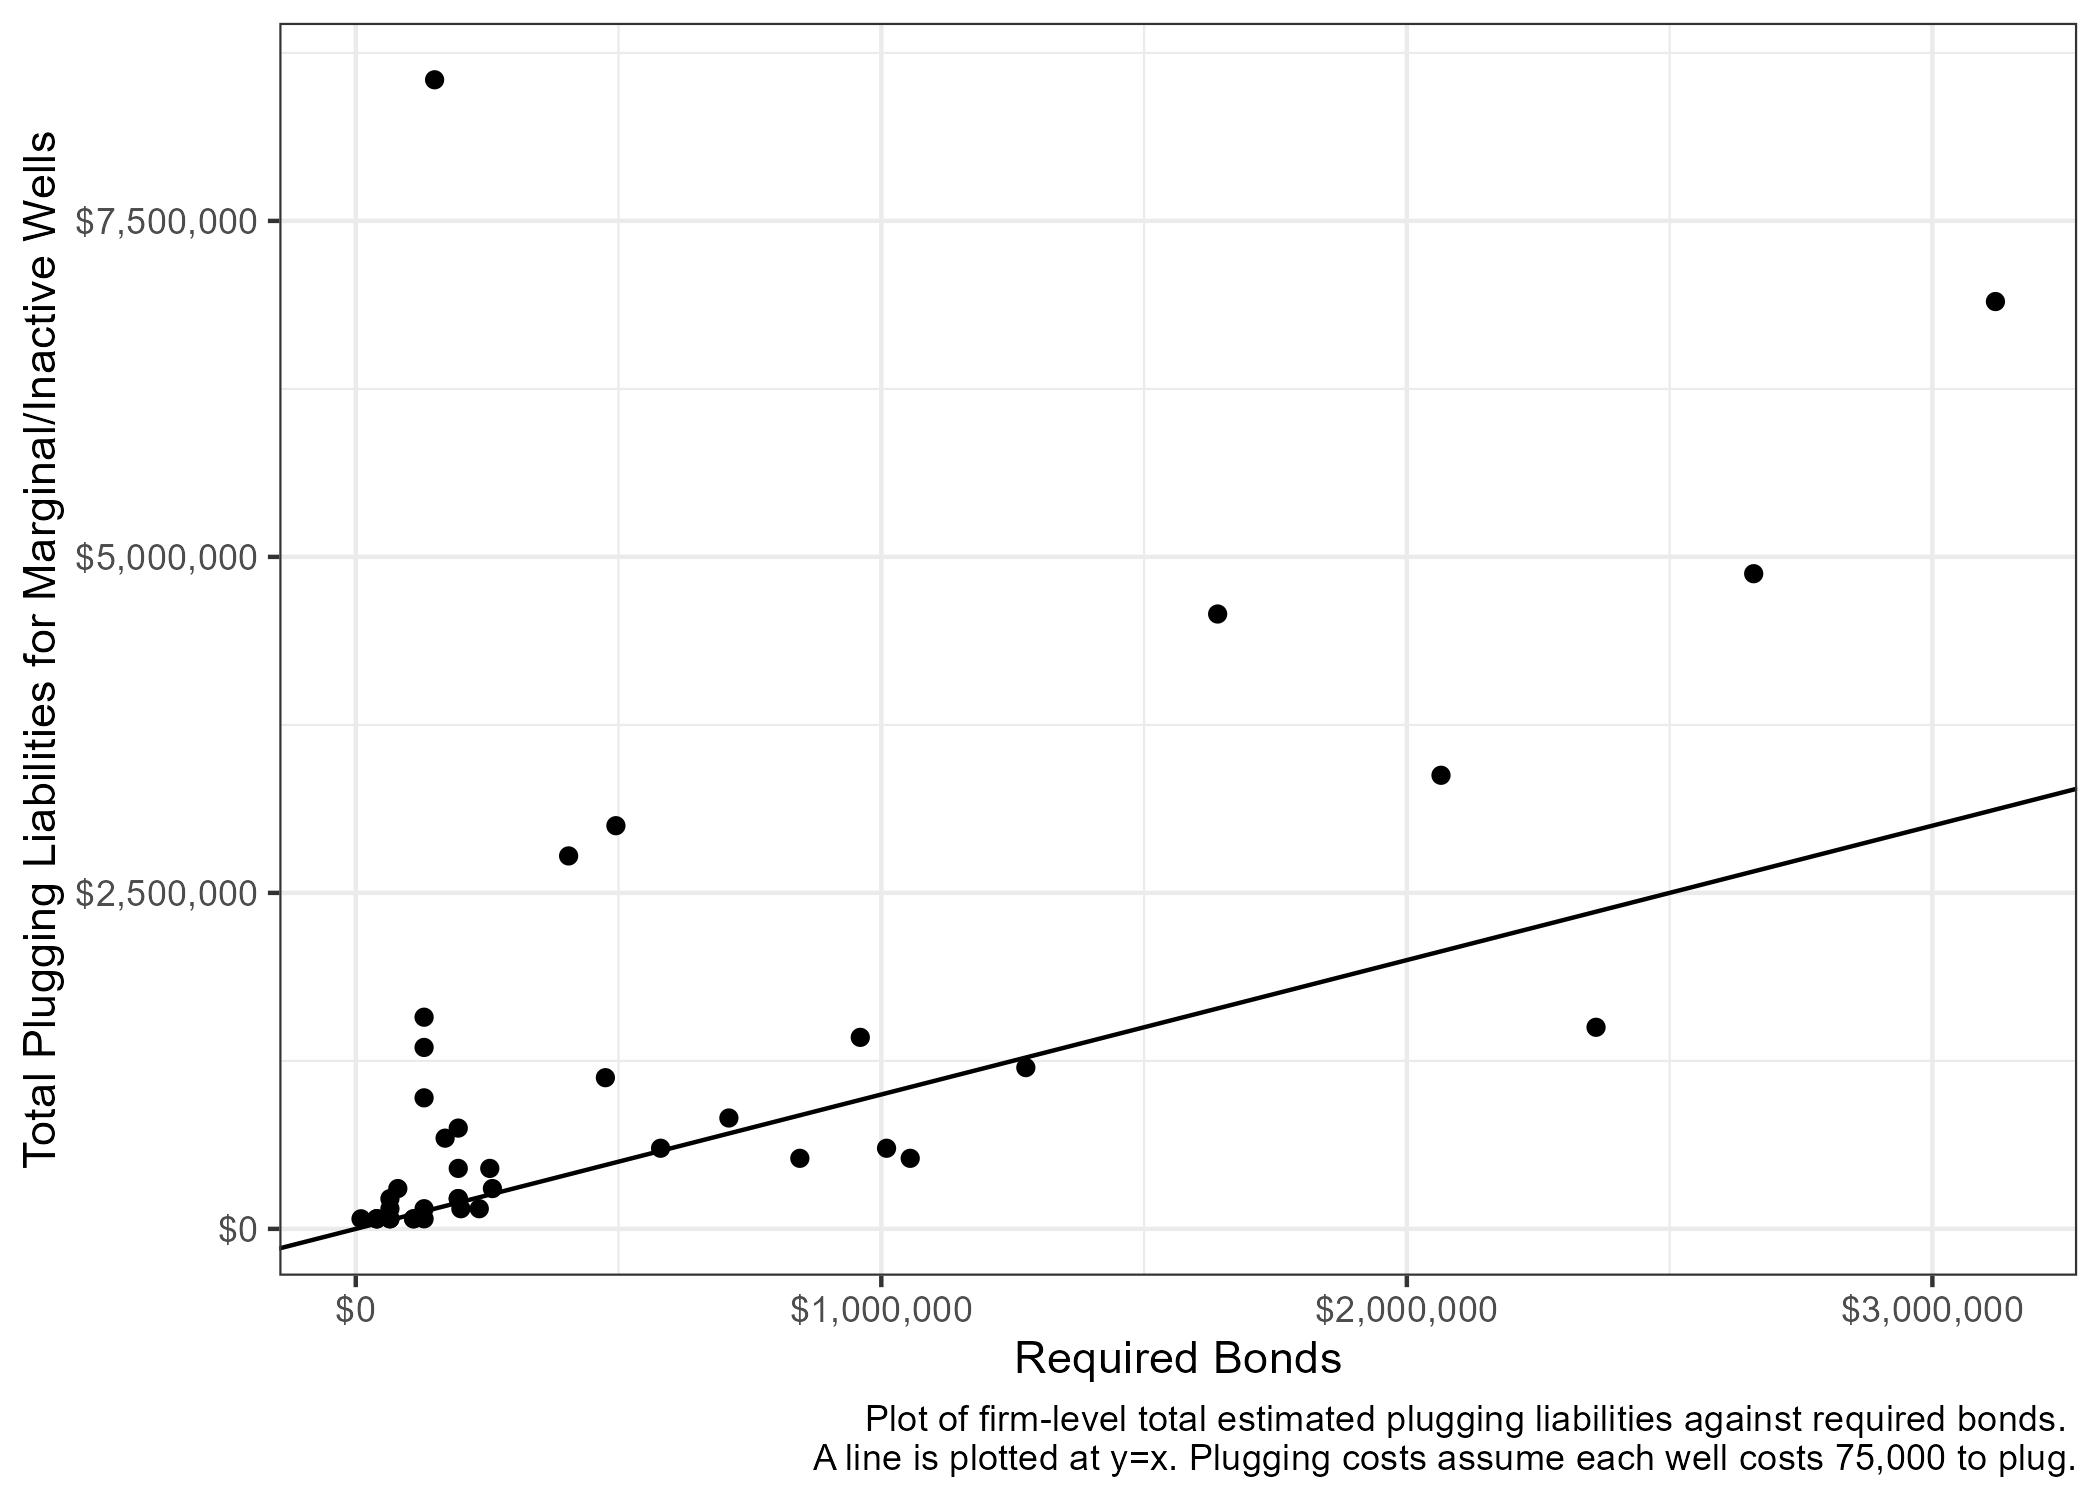 Total Plugging Liabilities for Marginal/Inactive Wells
$7,500,000
$5,000,000
$2,500,000
$0
$0
$1,000,000
$2,000,000
$3,000,000
Required Bonds
Plot of firm-level total estimated plugging liabilities against required bonds.
A line is plotted at y=x. Plugging costs assume each well costs 75,000 to plug.